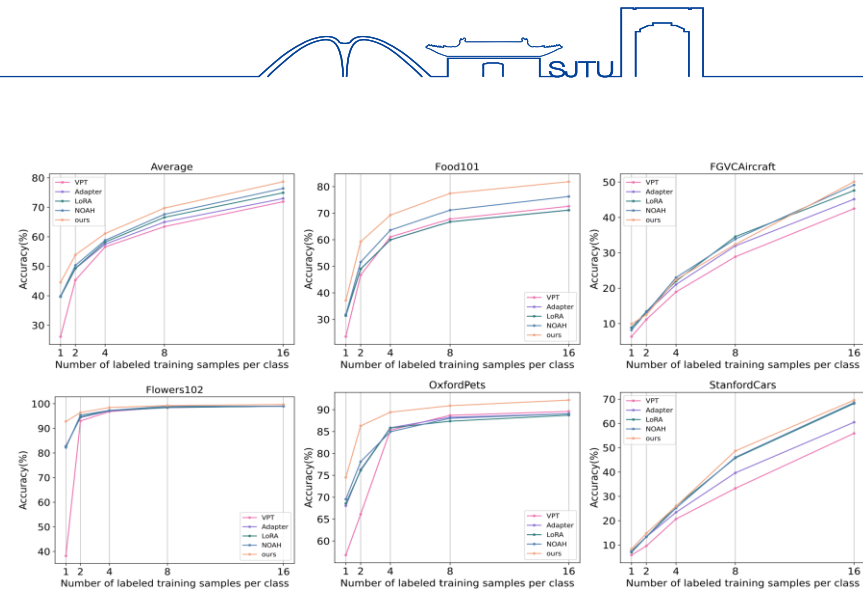 SJTU
Average
Accuracy(%)
80
70
60
50
40
30
VPT
Adapter
LoRA
NOAH
ours
1 2 4 8 16
Number of labeled training samples per class
Food101
Accuracy(%)
80
70
60
50
40
30
VPT
Adapter
LoRA
NOAH
ours
1 2 4 8 16
Number of labeled training samples per class
FGVCAircraft
Accuracy(%)
50
40
30
20
10
VPT
Adapter
LoRA
NOAH
ours
1 2 4 8 16
Number of labeled training samples per class
Flowers102
Accuracy(%)
100
90
80
70
60
50
40
VPT
Adapter
LoRA
NOAH
ours
1 2 4 8 16
Number of labeled training samples per class
OxfordPets
Accuracy(%)
90
85
80
75
70
65
60
VPT
Adapter
LoRA
NOAH
ours
1 2 4 8 16
Number of labeled training samples per class
StanfordCars
Accuracy(%)
70
60
50
40
30
20
10
VPT
Adapter
LoRA
NOAH
ours
1 2 4 8 16
Number of labeled training samples per class